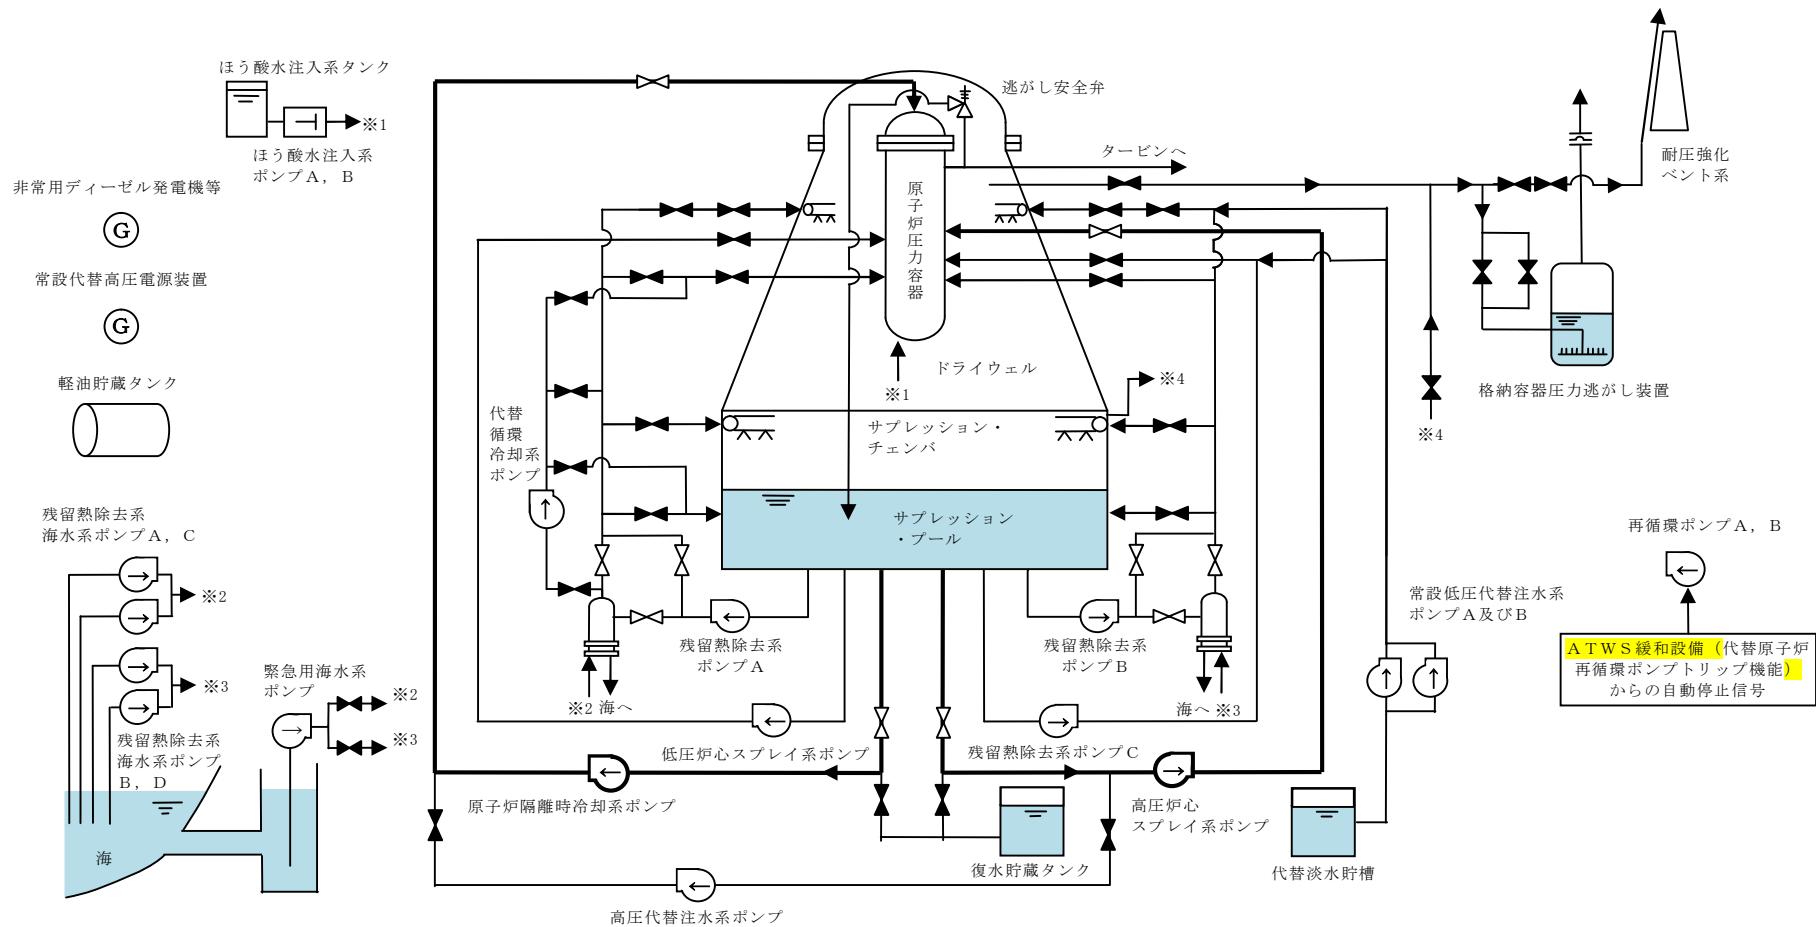 ほう酸水注入系タンク
※1
ほう酸水注入系
ポンプA,B
非常用ディーゼル発電機等
G
常設代替高圧電源装置
G
軽油貯蔵タンク
残留熱除去系
海水系ポンプA,C
※2
※3
残留熱除去系
海水系ポンプ
B,D
緊急用海水系
ポンプ
※2
※3
海
逃がし安全弁
タービンへ
原子炉圧力容器
ドライウェル
※1
※4
サプレッション・
チェンバ
サプレッション
・プール
代替
循環
冷却系
ポンプ
残留熱除去系
ポンプA
残留熱除去系
ポンプB
※2 海へ
海へ ※3
低圧炉心スプレイ系ポンプ
残留熱除去系ポンプC
原子炉隔離時冷却系ポンプ
高圧炉心
スプレイ系ポンプ
復水貯蔵タンク
高圧代替注水系ポンプ
代替淡水貯槽
常設低圧代替注水系
ポンプA及びB
耐圧強化
ベント系
格納容器圧力逃がし装置
※4
再循環ポンプA,B
ATWS緩和設備(代替原子炉
再循環ポンプトリップ機能)
からの自動停止信号